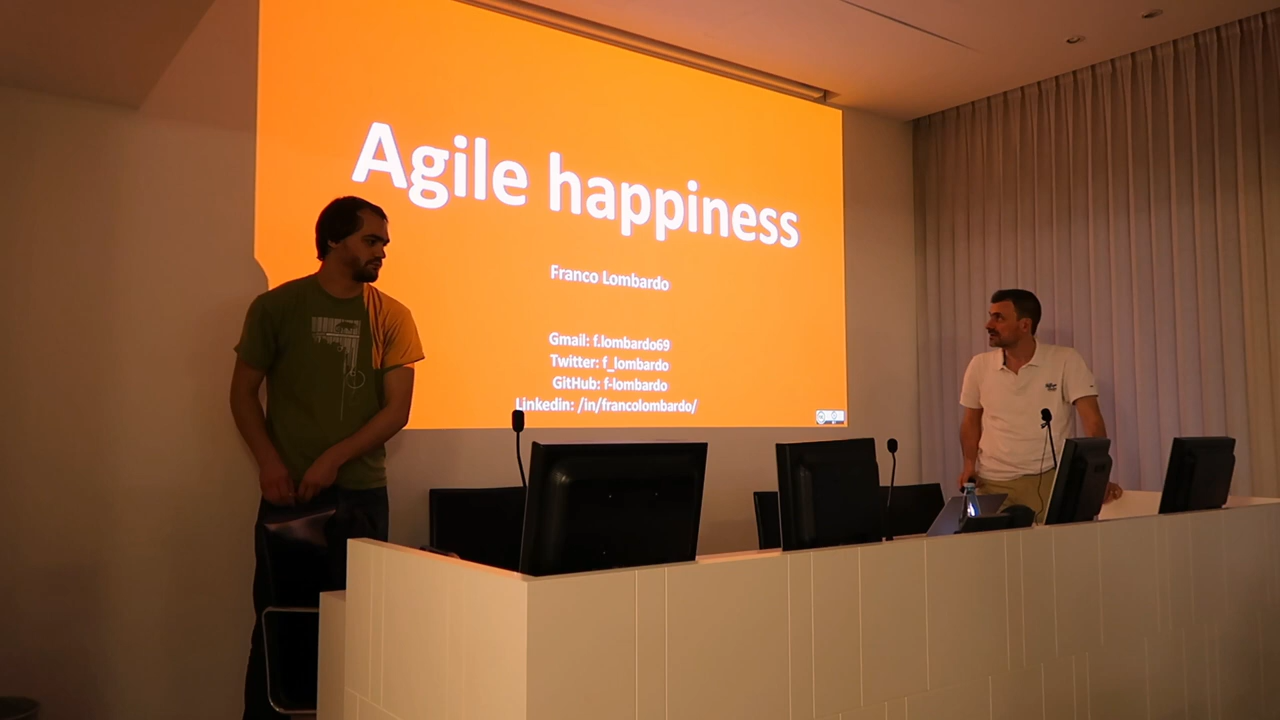 Agile happiness
Franco Lombardo
Gmail: f.lombardo69
Twitter: f_lombardo
GitHub: f-lombardo
Linkedin: /in/francolombardo/